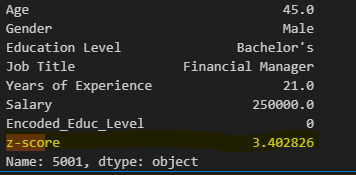 Age 45.0
Gender Male
Education Level Bachelor's
Job Title Financial Manager
Years of Experience 21.0
Salary 250000.0
Encoded_Educ_Level 0
z-score 3.402826
Name: 5001, dtype: object